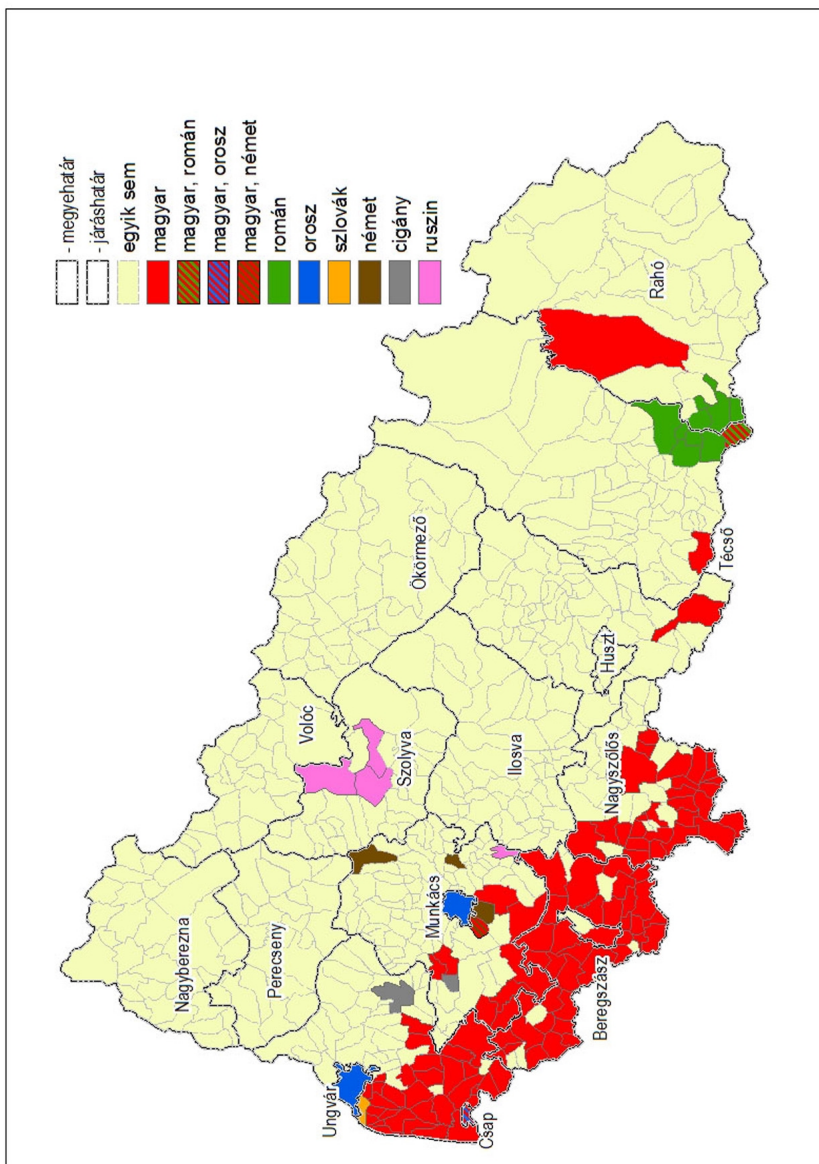 - megyehatár
- járáshatár
egyik sem
magyar
magyar, román
magyar, orosz
magyar, német
román
orosz
szlovák
német
cigány
ruszin
Nagyberezna
Perecseny
Ungvár
Csap
Munkács
Beregszász
Volóc
Szolyva
Ilosva
Nagyszőlős
Huszt
Ökörmező
Técső
Rahó